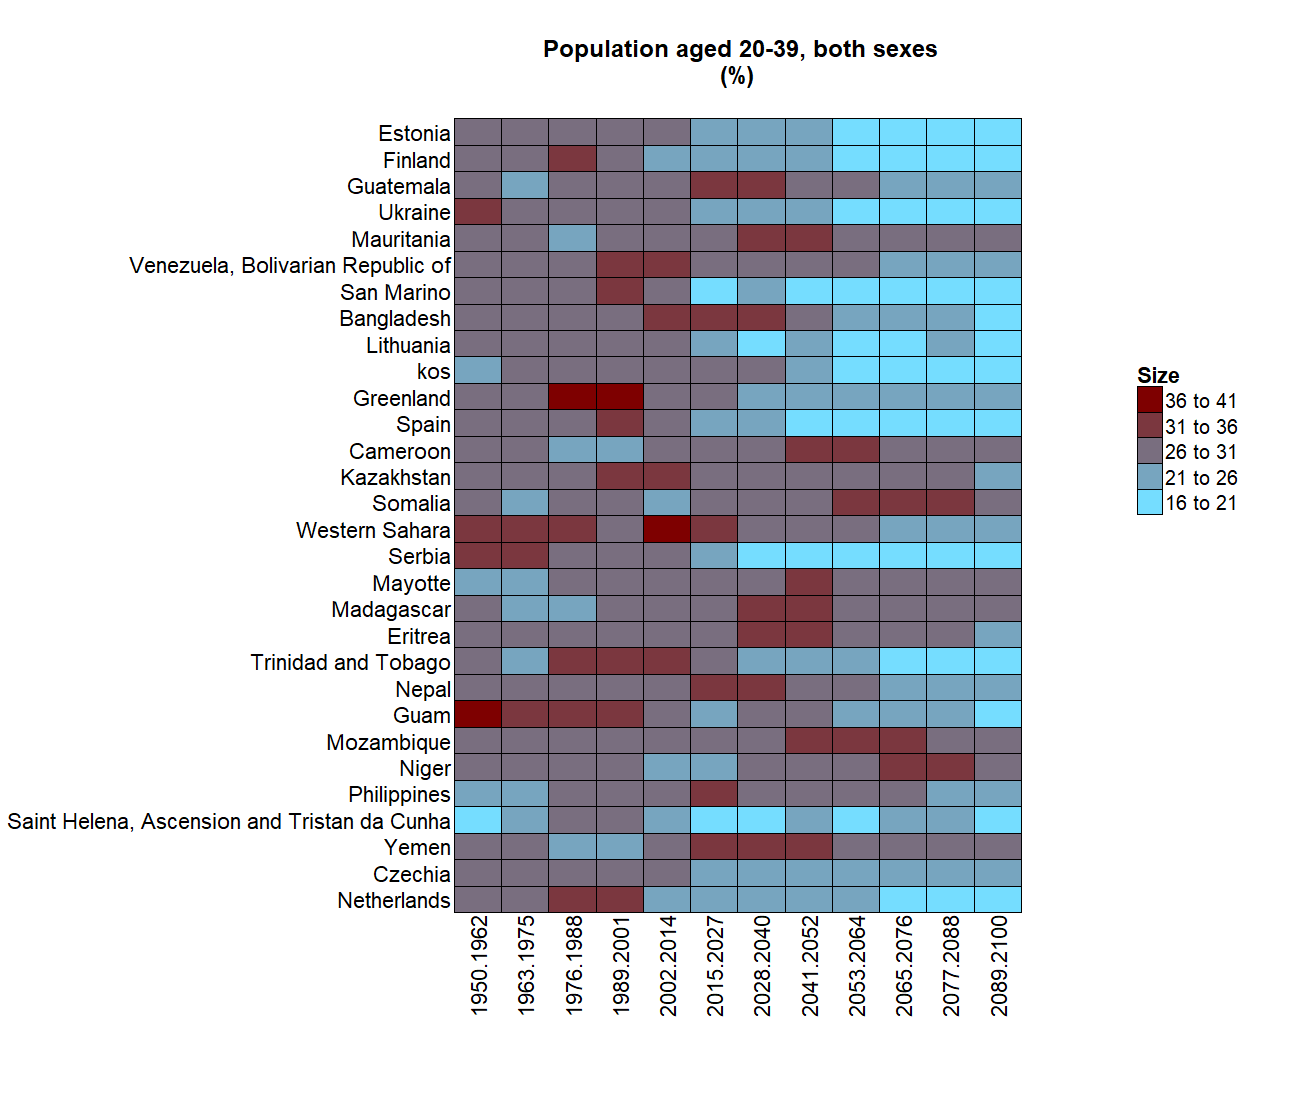 Population aged 20-39, both sexes
(%)
Estonia
Finland
Guatemala
Ukraine
Mauritania
Venezuela, Bolivarian Republic of
San Marino
Bangladesh
Lithuania
kos
Greenland
Spain
Cameroon
Kazakhstan
Somalia
Western Sahara
Serbia
Mayotte
Madagascar
Eritrea
Trinidad and Tobago
Nepal
Guam
Mozambique
Niger
Philippines
Saint Helena, Ascension and Tristan da Cunha
Yemen
Czechia
Netherlands
1950.1962
1963.1975
1976.1988
1989.2001
2002.2014
2015.2027
2028.2040
2041.2052
2053.2064
2065.2076
2077.2088
2089.2100
Size
36 to 41
31 to 36
26 to 31
21 to 26
16 to 21